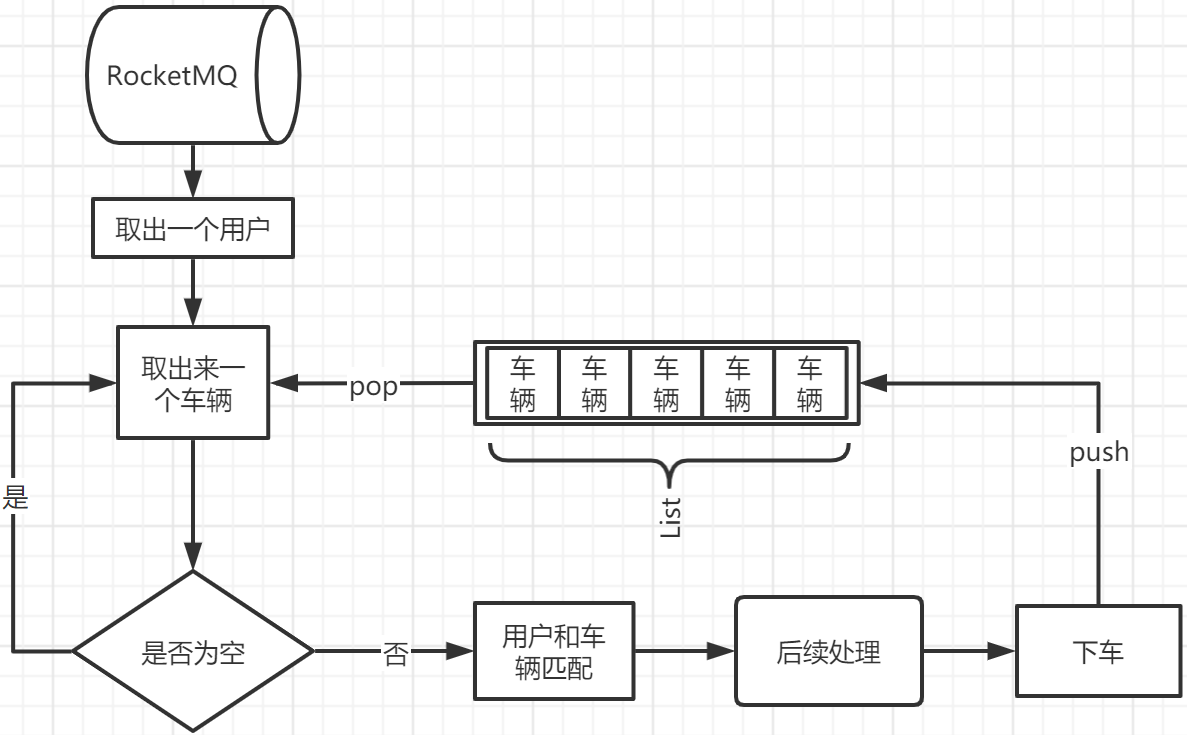 RocketMQ
取出一个用户
取出来一
个车辆
pop
车
辆
车
辆
车
辆
车
辆
车
辆
push
List
是
是否为空
否
用户和车
辆匹配
后续处理
下车